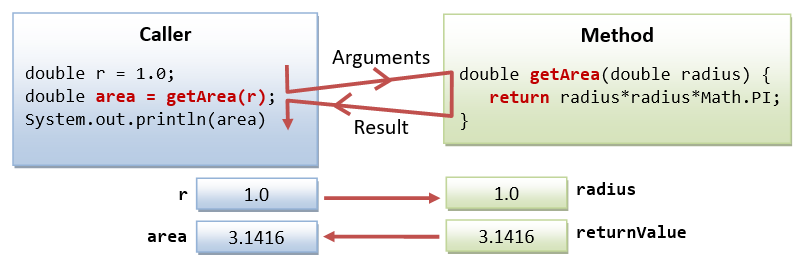 Caller
double r = 1.0;
double area = getArea(r);
System.out.println(area)
Arguments
Result
Method
double getArea(double radius) {
return radius*radius*Math.PI;
}
r 1.0 1.0 radius
area 3.1416 3.1416 returnValue